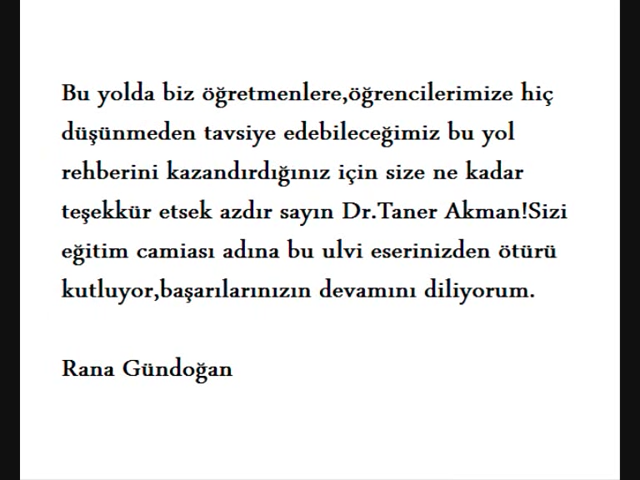 Bu yolda biz öğretmenlere,öğrencilerimize hiç
düşünmeden tavsiye edebileceğimiz bu yol
rehberini kazandırdığınız için size ne kadar
teşekkür etsek azdır sayın Dr.Taner Akman!Sizi
eğitim camiası adına bu ulvi eserinizden ötürü
kutluyor,başarılarınızın devamını diliyorum.
Rana Gündoğan